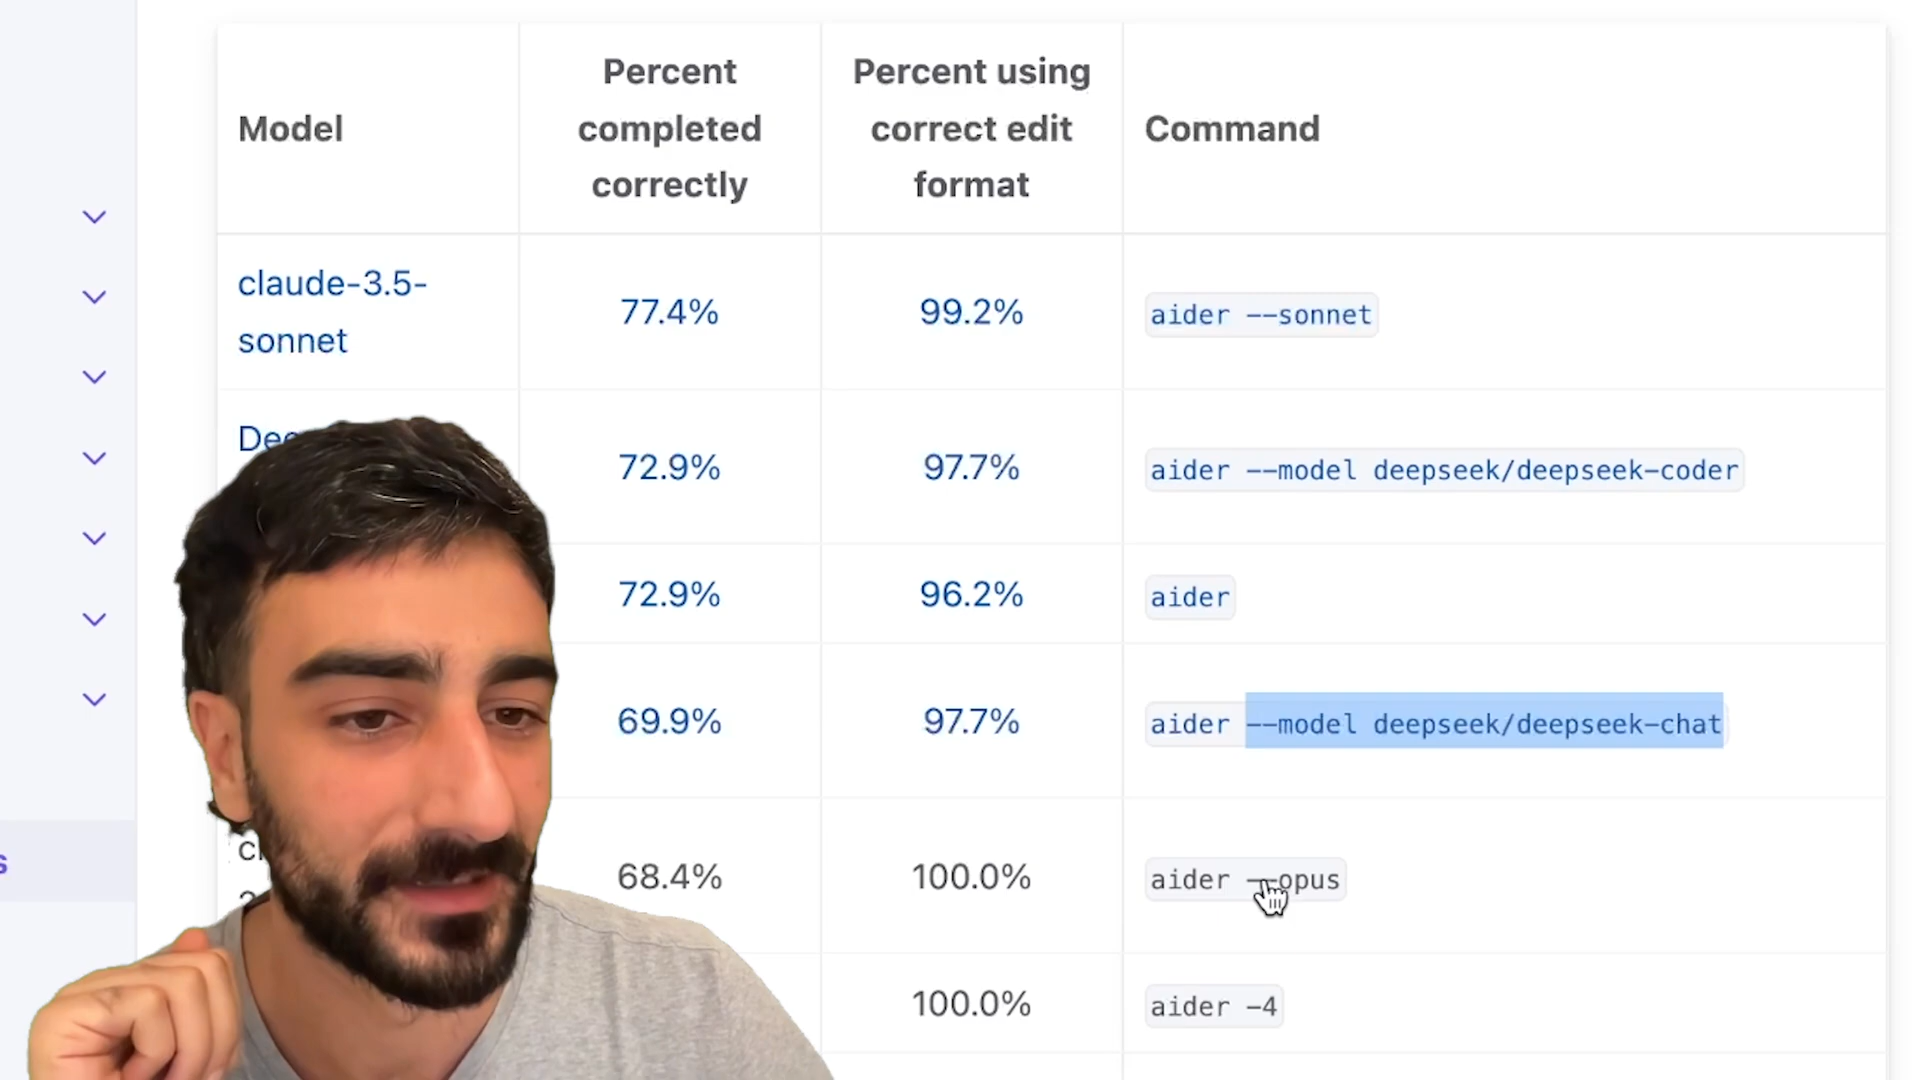 Model
Percent
completed
correctly
Percent using
correct edit
format
Command
claude-3.5-
sonnet
77.4%
99.2%
aider --sonnet
72.9%
97.7%
aider --model deepseek/deepseek-coder
72.9%
96.2%
aider
69.9%
97.7%
aider --model deepseek/deepseek-chat
68.4%
100.0%
aider --opus
100.0%
aider -4
s